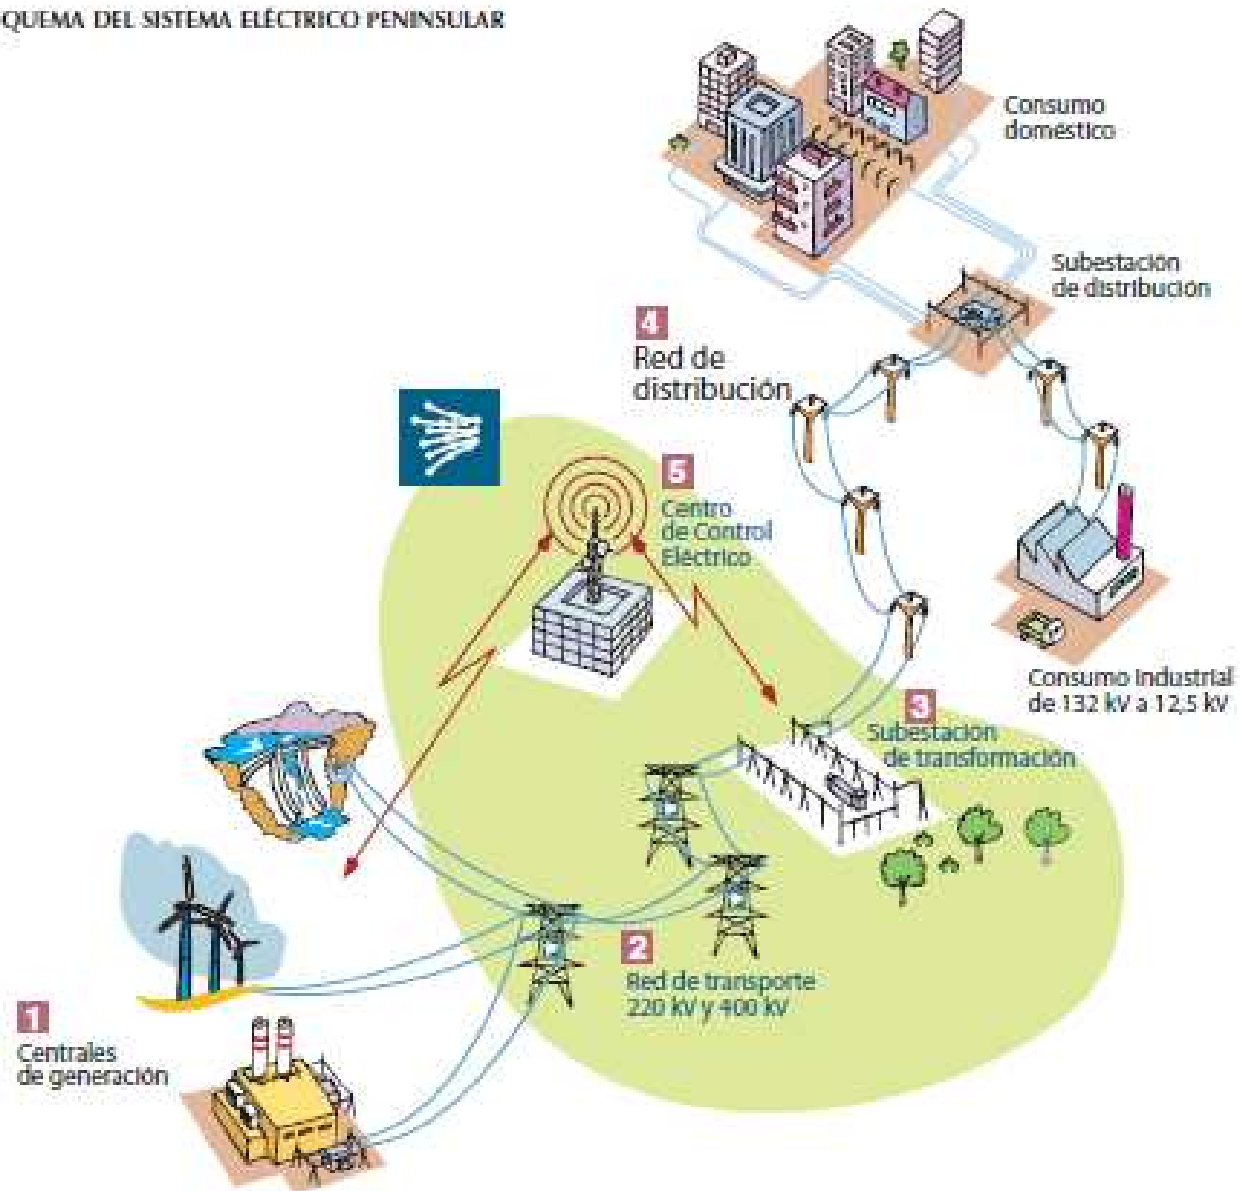 QUEMA DEL SISTEMA ELÉCTRICO PENINSULAR
Consumo
doméstico
Subestación
de distribución
4
Red de
distribución
5
Centro
de Control
Eléctrico
Consumo Industrial
de 132 kV a 12,5 kV
3
Subestación
de transformación
2
Red de transporte
220 kV y 400 kV
1
Centrales
de generación